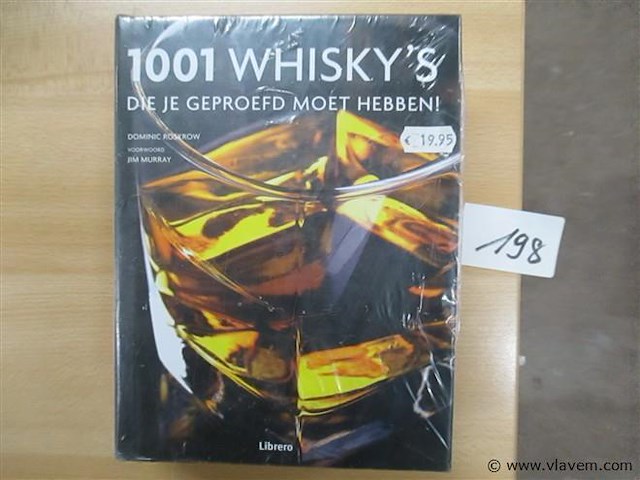 1001 WHISKY'S
DIE JE GEPROEFD MOET HEBBEN!
DOMINIC ROSKROW
VOORWOORD
JIM MURRAY
€ 19.95
198
Librero
© www.vlavem.com